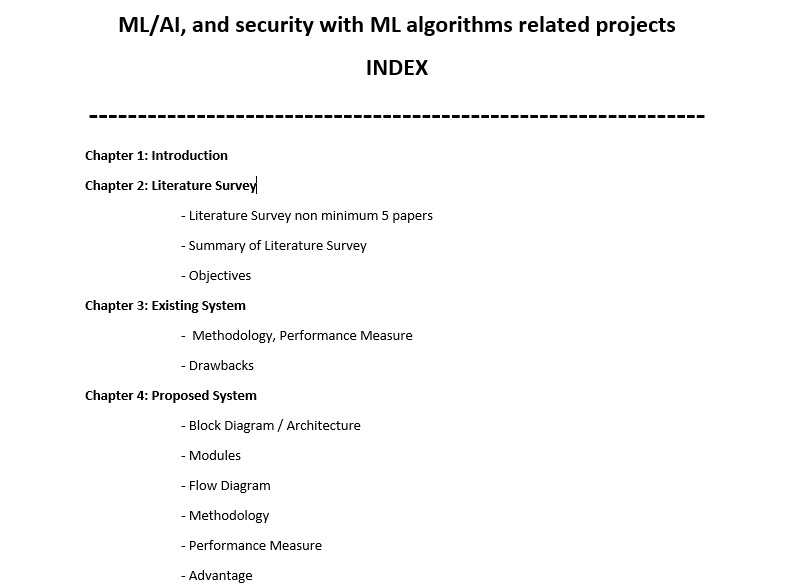 ML/AI, and security with ML algorithms related projects
INDEX
---------------------------------------------------------------
Chapter 1: Introduction
Chapter 2: Literature Survey
- Literature Survey non minimum 5 papers
- Summary of Literature Survey
- Objectives
Chapter 3: Existing System
- Methodology, Performance Measure
- Drawbacks
Chapter 4: Proposed System
- Block Diagram / Architecture
- Modules
- Flow Diagram
- Methodology
- Performance Measure
- Advantage